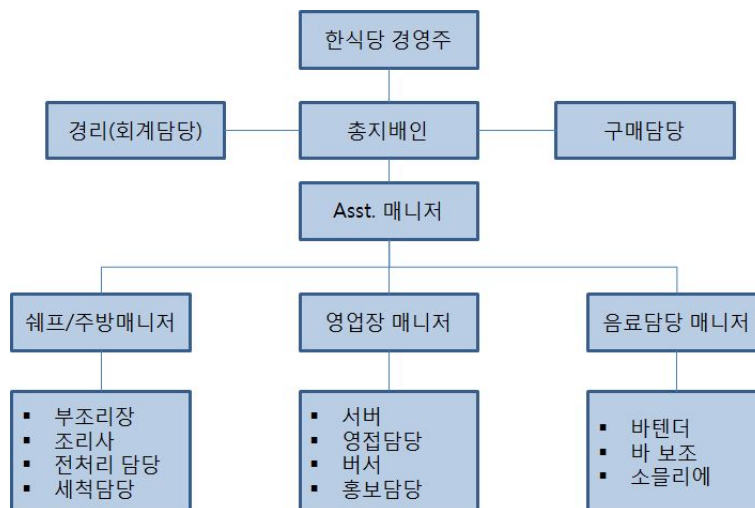 한식당 경영주
경리(회계담당)
총지배인
구매담당
Asst. 매니저
쉐프/주방매니저
영업장 매니저
음료담당 매니저
▪ 부조리장
▪ 조리사
▪ 전처리 담당
▪ 세척담당
▪ 서버
▪ 영접담당
▪ 버서
▪ 홍보담당
▪ 바텐더
▪ 바 보조
▪ 소믈리에